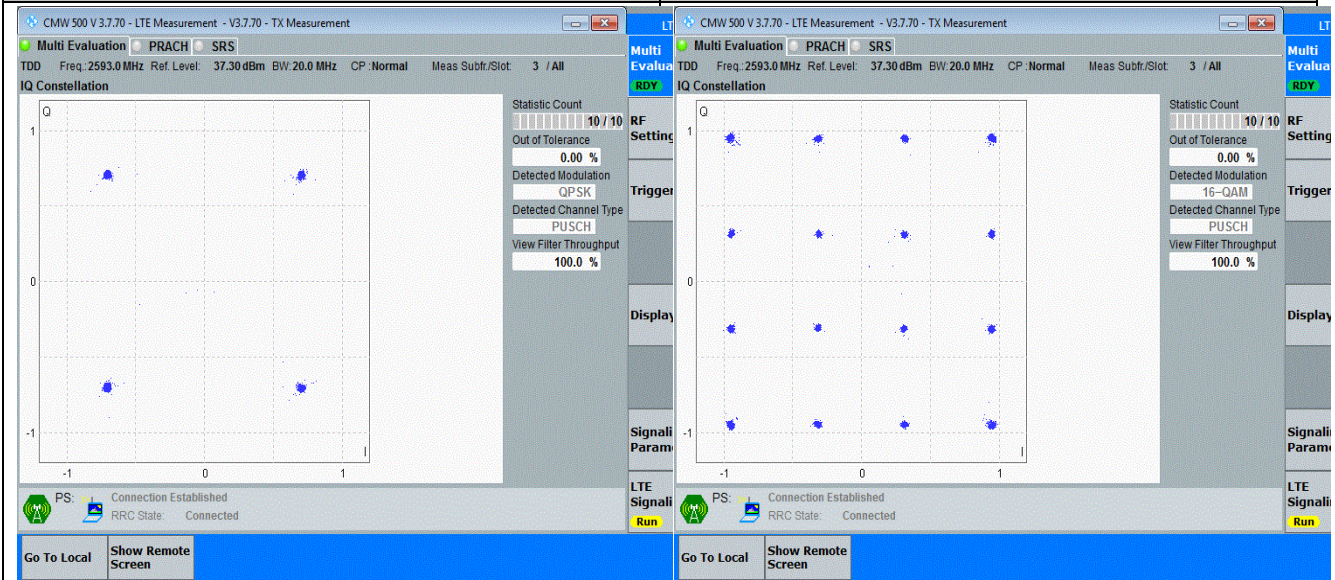 CMW 500 V 3.7.70 - LTE Measurement - V3.7.70 - TX Measurement
LT
Multi Evaluation PRACH SRS
Multi
Evalua
RDY
TDD Freq.: 2593.0 MHz Ref. Level: 37.30 dBm BW: 20.0 MHz CP : Normal Meas Subfr./Slot: 3 / All
IQ Constellation
Q
1
0
-1
-1 0 1
I
Statistic Count
10 / 10
Out of Tolerance
0.00 %
Detected Modulation
QPSK
Detected Channel Type
PUSCH
View Filter Throughput
100.0 %
RF
Setting
Trigger
Display
Signali
Param
LTE
Signali
Run
PS: Connection Established
RRC State: Connected
Go To Local
Show Remote
Screen
CMW 500 V 3.7.70 - LTE Measurement - V3.7.70 - TX Measurement
LT
Multi Evaluation PRACH SRS
Multi
Evalua
RDY
TDD Freq.: 2593.0 MHz Ref. Level: 37.30 dBm BW: 20.0 MHz CP : Normal Meas Subfr./Slot: 3 / All
IQ Constellation
Q
1
0
-1
-1 0 1
I
Statistic Count
10 / 10
Out of Tolerance
0.00 %
Detected Modulation
16-QAM
Detected Channel Type
PUSCH
View Filter Throughput
100.0 %
RF
Setting
Trigger
Display
Signali
Param
LTE
Signali
Run
PS: Connection Established
RRC State: Connected
Go To Local
Show Remote
Screen